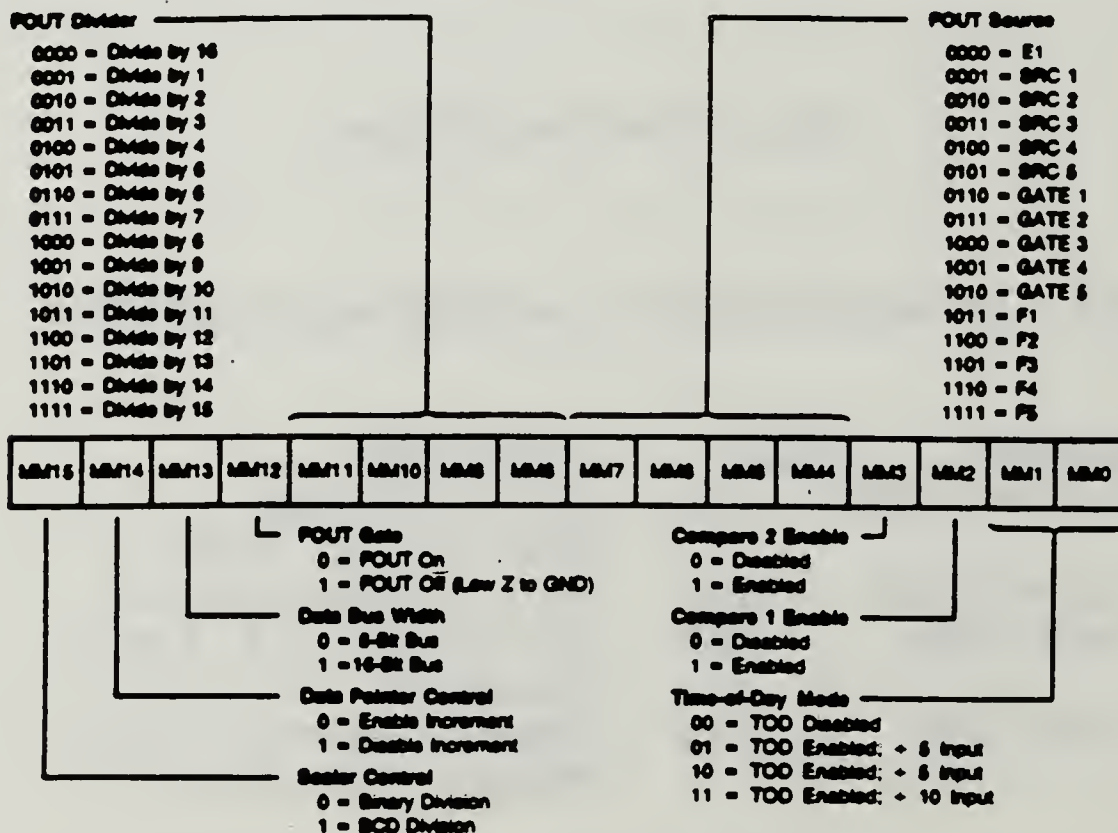 FOUT Divider
0000 = Divide by 16
0001 = Divide by 1
0010 = Divide by 2
0011 = Divide by 3
0100 = Divide by 4
0101 = Divide by 5
0110 = Divide by 6
0111 = Divide by 7
1000 = Divide by 8
1001 = Divide by 9
1010 = Divide by 10
1011 = Divide by 11
1100 = Divide by 12
1101 = Divide by 13
1110 = Divide by 14
1111 = Divide by 15
FOUT Source
0000 = E1
0001 = SRC 1
0010 = SRC 2
0011 = SRC 3
0100 = SRC 4
0101 = SRC 5
0110 = GATE 1
0111 = GATE 2
1000 = GATE 3
1001 = GATE 4
1010 = GATE 5
1011 = F1
1100 = F2
1101 = F3
1110 = F4
1111 = F5
MM15 MM14 MM13 MM12 MM11 MM10 MM9 MM8 MM7 MM6 MM5 MM4 MM3 MM2 MM1 MM0
FOUT Gate
0 = FOUT On
1 = FOUT Off (Low Z to GND)
Data Bus Width
0 = 8-Bit Bus
1 = 16-Bit Bus
Data Pointer Control
0 = Enable Increment
1 = Disable Increment
Scaler Control
0 = Binary Division
1 = BCD Division
Compare 2 Enable
0 = Disabled
1 = Enabled
Compare 1 Enable
0 = Disabled
1 = Enabled
Time-of-Day Mode
00 = TOD Disabled
01 = TOD Enabled; ÷ 5 Input
10 = TOD Enabled; ÷ 6 Input
11 = TOD Enabled; ÷ 10 Input